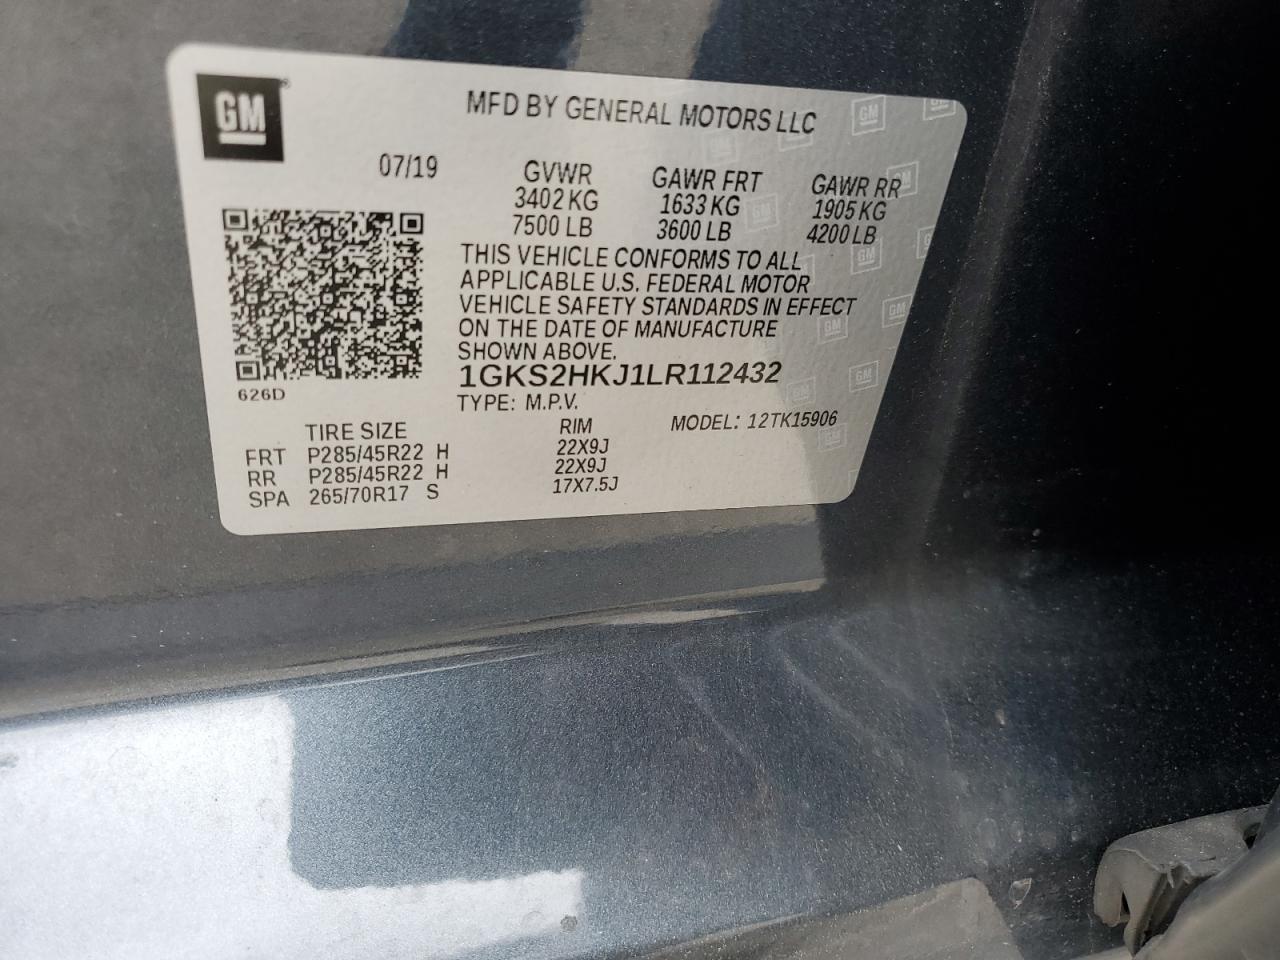 GM
MFD BY GENERAL MOTORS LLC
07/19
GVWR GAWR FRT GAWR RR
3402 KG 1633 KG 1905 KG
7500 LB 3600 LB 4200 LB
THIS VEHICLE CONFORMS TO ALL
APPLICABLE U.S. FEDERAL MOTOR
VEHICLE SAFETY STANDARDS IN EFFECT
ON THE DATE OF MANUFACTURE
SHOWN ABOVE.
1GKS2HKJ1LR112432
626D
TYPE: M.P.V. MODEL: 12TK15906
TIRE SIZE RIM
FRT P285/45R22 H 22X9J
RR P285/45R22 H 22X9J
SPA 265/70R17 S 17X7.5J